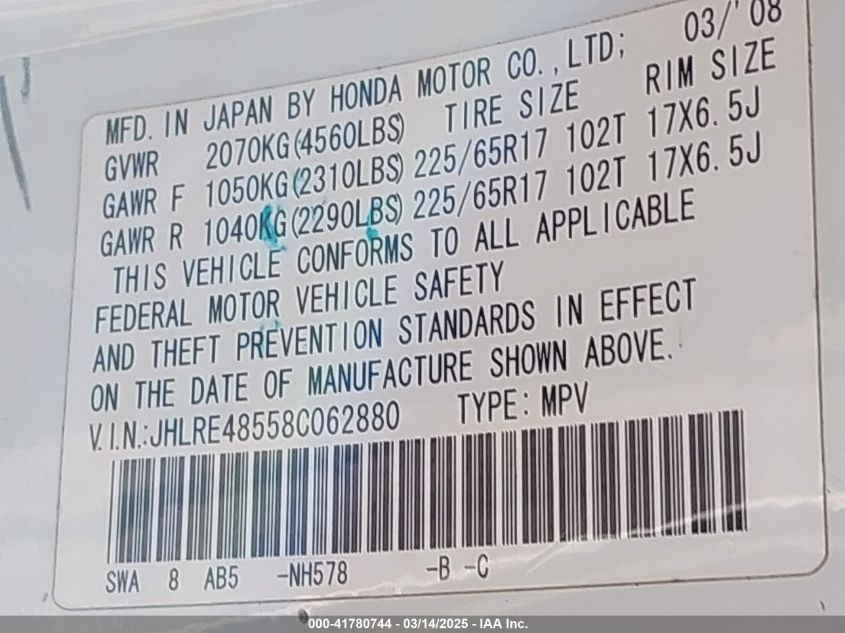 MFD. IN JAPAN BY HONDA MOTOR CO., LTD; 03/'08
GVWR 2070KG(4560LBS) TIRE SIZE RIM SIZE
GAWR F 1050KG(2310LBS) 225/65R17 102T 17X6.5J
GAWR R 1040KG(2290LBS) 225/65R17 102T 17X6.5J
THIS VEHICLE CONFORMS TO ALL APPLICABLE
FEDERAL MOTOR VEHICLE SAFETY
AND THEFT PREVENTION STANDARDS IN EFFECT
ON THE DATE OF MANUFACTURE SHOWN ABOVE.
V.I.N.:JHLRE48558C062880 TYPE: MPV
SWA 8 AB5 -NH578 -B -C
000-41780744 - 03/14/2025 - IAA Inc.